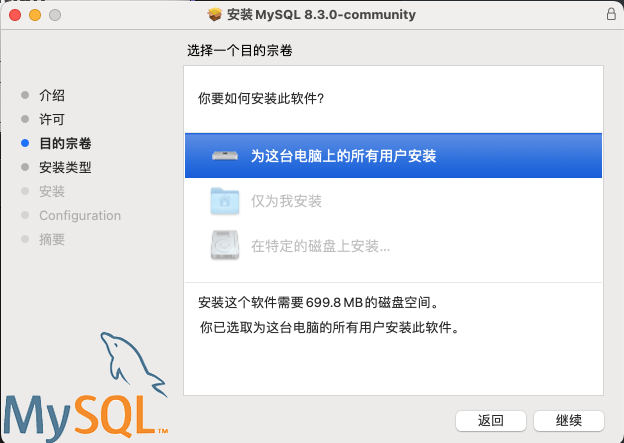 安装 MySQL 8.3.0-community
选择一个目的宗卷
介绍
许可
目的宗卷
安装类型
安装
Configuration
摘要
你要如何安装此软件?
为这台电脑上的所有用户安装
仅为我安装
在特定的磁盘上安装...
安装这个软件需要 699.8 MB 的磁盘空间。
你已选取为这台电脑的所有用户安装此软件。
MySQL™
返回
继续